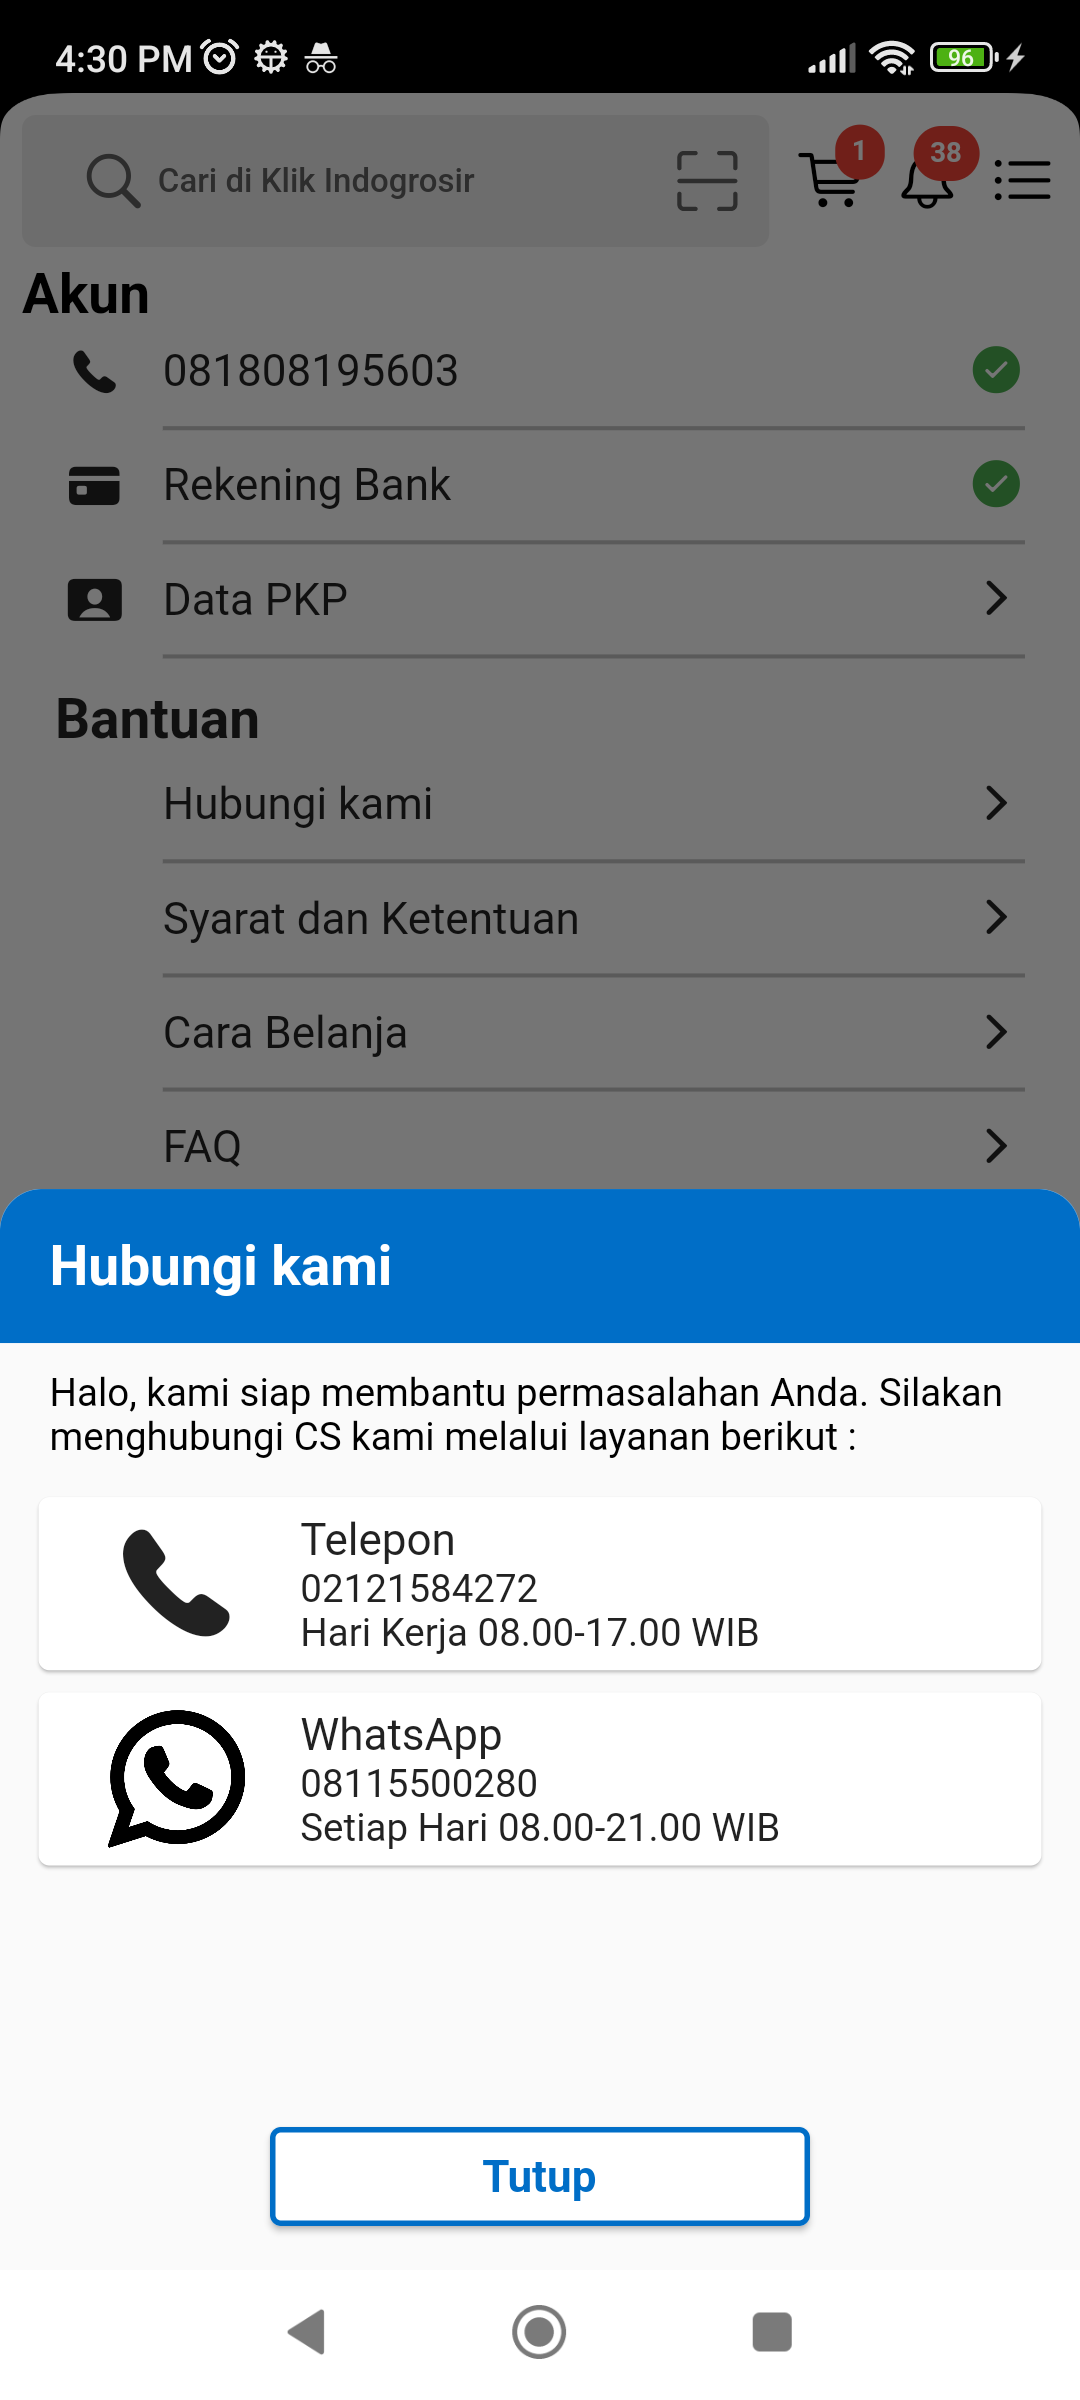 4:30 PM
96
Cari di Klik Indogrosir
1
38
Akun
081808195603
Rekening Bank
Data PKP
Bantuan
Hubungi kami
Syarat dan Ketentuan
Cara Belanja
FAQ
Hubungi kami
Halo, kami siap membantu permasalahan Anda. Silakan
menghubungi CS kami melalui layanan berikut :
Telepon
02121584272
Hari Kerja 08.00-17.00 WIB
WhatsApp
08115500280
Setiap Hari 08.00-21.00 WIB
Tutup